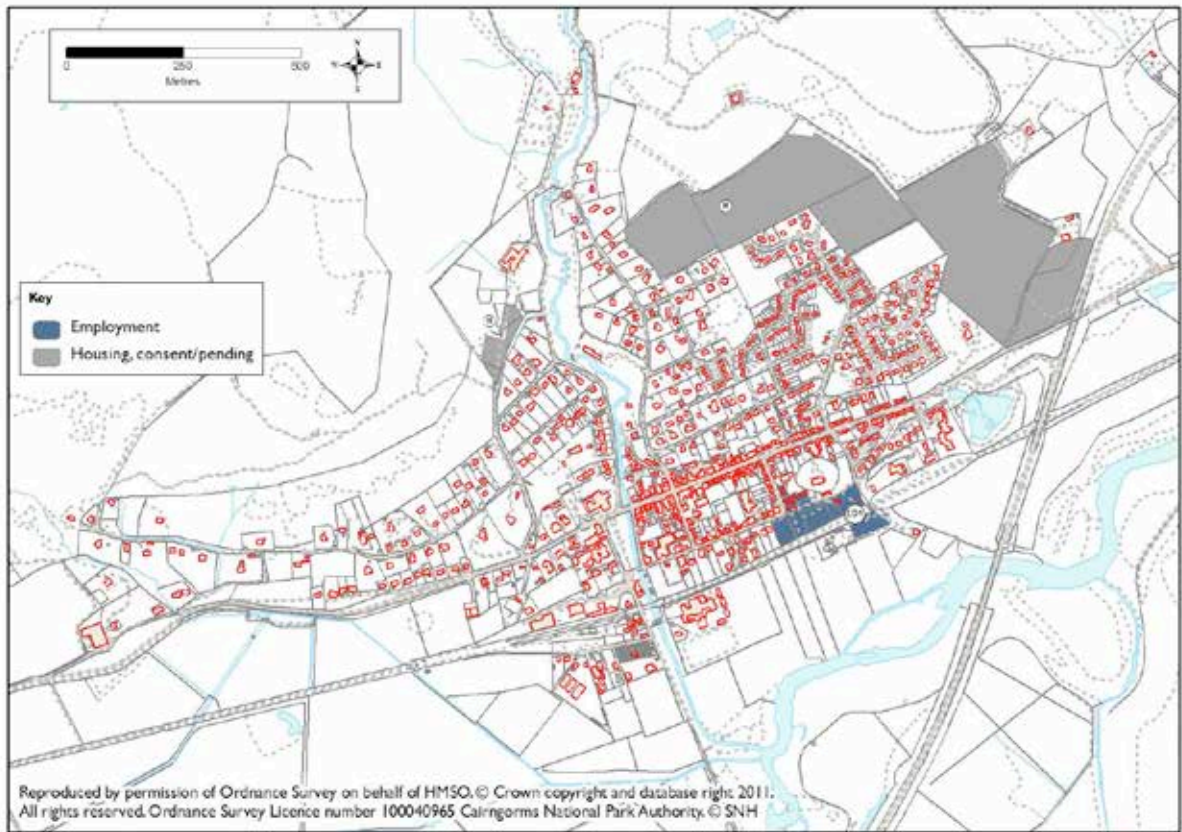 N
0 250 500
Metres
Key
Employment
Housing, consent/pending
Reproduced by permission of Ordnance Survey on behalf of HMSO. © Crown copyright and database right 2011.
All rights reserved. Ordnance Survey Licence number 100040965 Cairngorms National Park Authority. © SNH